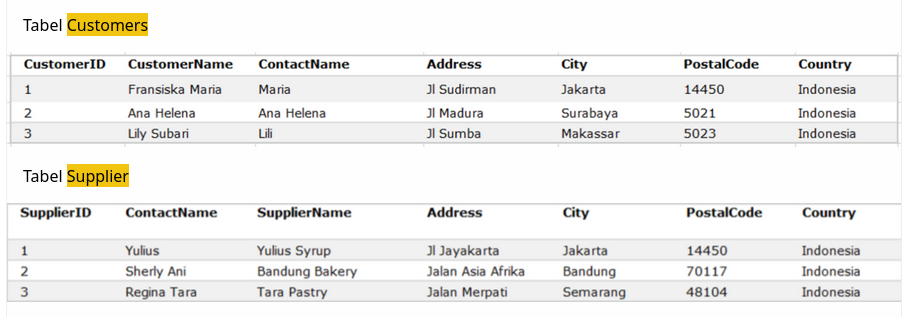 Tabel Customers
CustomerID CustomerName ContactName Address City PostalCode Country
1 Fransiska Maria Maria Jl Sudirman Jakarta 14450 Indonesia
2 Ana Helena Ana Helena Jl Madura Surabaya 5021 Indonesia
3 Lily Subari Lili Jl Sumba Makassar 5023 Indonesia
Tabel Supplier
SupplierID ContactName SupplierName Address City PostalCode Country
1 Yulius Yulius Syrup Jl Jayakarta Jakarta 14450 Indonesia
2 Sherly Ani Bandung Bakery Jalan Asia Afrika Bandung 70117 Indonesia
3 Regina Tara Tara Pastry Jalan Merpati Semarang 48104 Indonesia